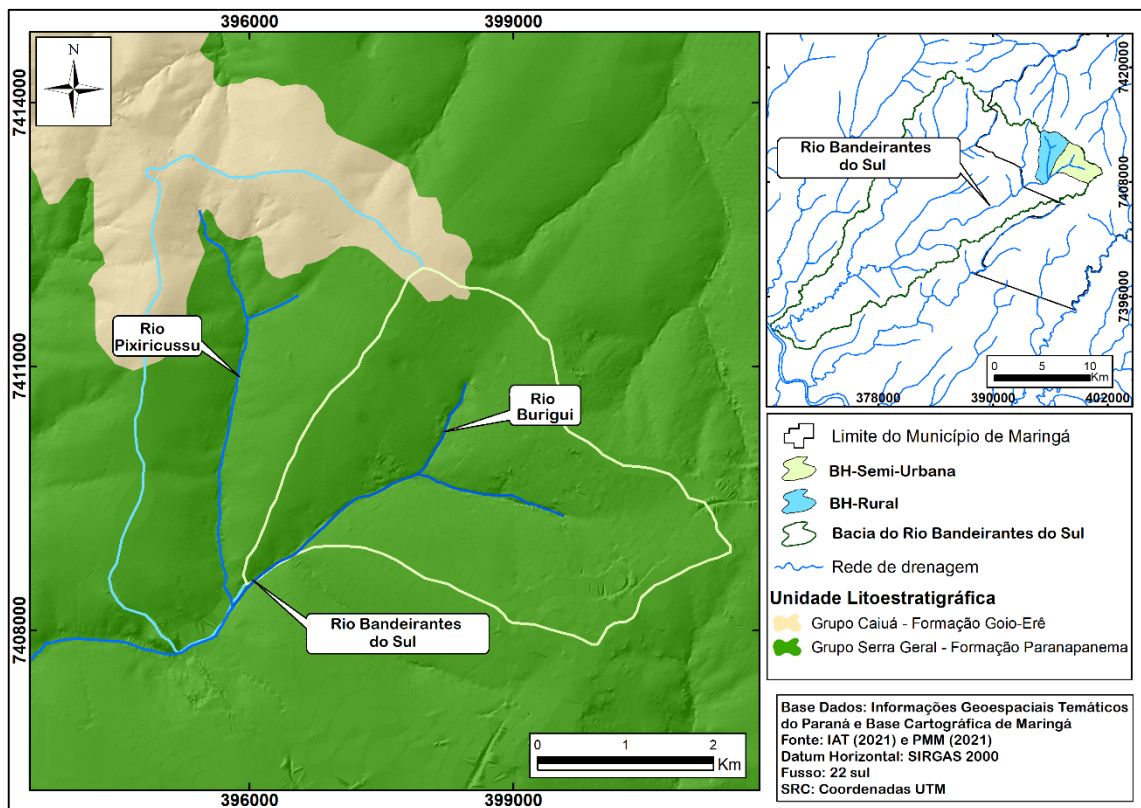 396000
399000
N
7414000
7411000
7408000
Rio
Pixiricussu
Rio
Burigui
Rio Bandeirantes
do Sul
0
1
2
Km
396000
399000
7420000
7408000
7396000
Rio Bandeirantes
do Sul
0
5
10
Km
378000
390000
402000
Limite do Município de Maringá
BH-Semi-Urbana
BH-Rural
Bacia do Rio Bandeirantes do Sul
Rede de drenagem
Unidade Litoestratigráfica
Grupo Caiuá - Formação Goio-Erê
Grupo Serra Geral - Formação Paranapanema
Base Dados: Informações Geoespaciais Temáticos
do Paraná e Base Cartográfica de Maringá
Fonte: IAT (2021) e PMM (2021)
Datum Horizontal: SIRGAS 2000
Fusso: 22 sul
SRC: Coordenadas UTM